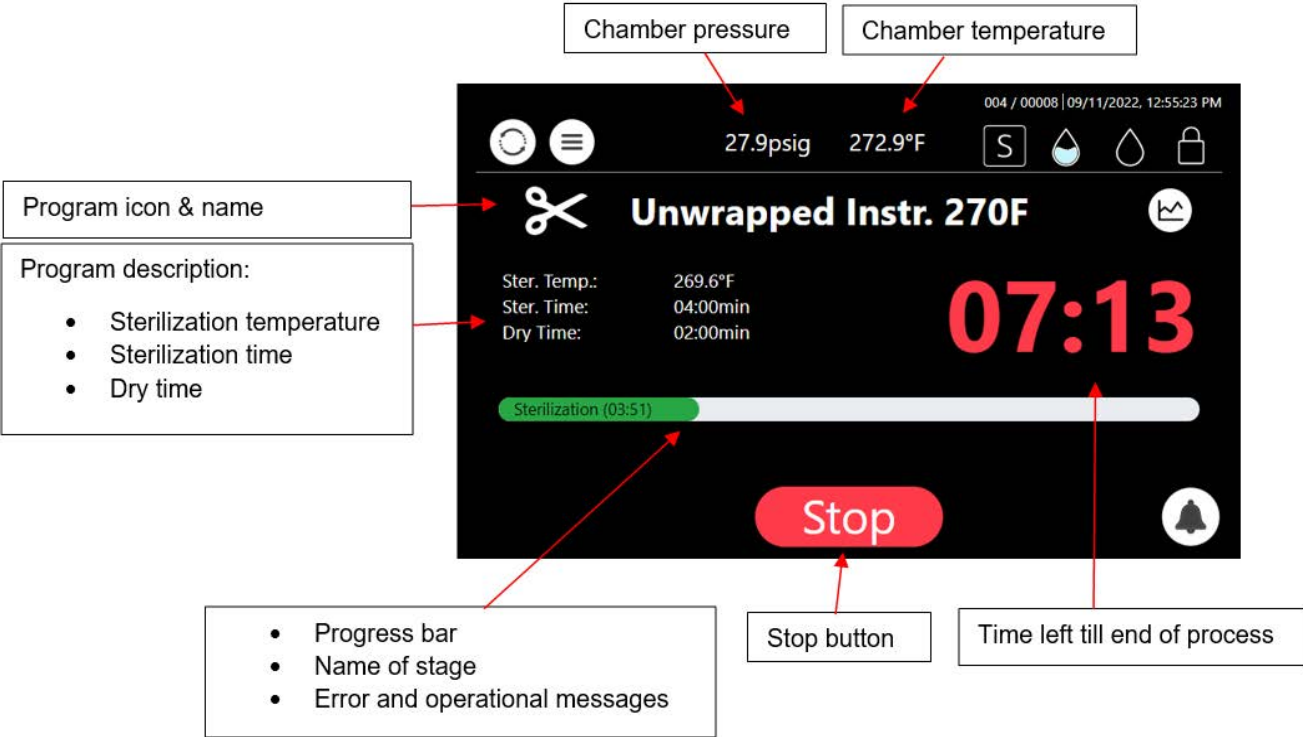 Chamber pressure
Chamber temperature
004 / 00008 | 09/11/2022, 12:55:23 PM
27.9psig 272.9°F S
Program icon & name
Unwrapped Instr. 270F
Program description:
• Sterilization temperature
• Sterilization time
• Dry time
Ster. Temp.: 269.6°F
Ster. Time: 04:00min
Dry Time: 02:00min
07:13
Sterilization (03:51)
Stop
• Progress bar
• Name of stage
• Error and operational messages
Stop button
Time left till end of process